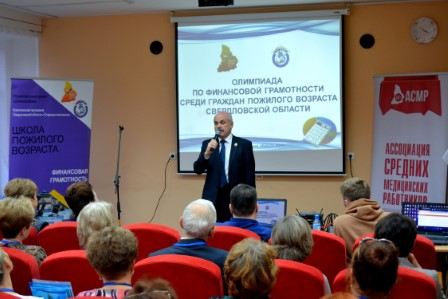 ОЛИМПИАДА
ПО ФИНАНСОВОЙ ГРАМОТНОСТИ
СРЕДИ ГРАЖДАН ПОЖИЛОГО ВОЗРАСТА
СВЕРДЛОВСКОЙ ОБЛАСТИ
ШКОЛА
ПОЖИЛОГО
ВОЗРАСТА
ФИНАНСОВАЯ
ГРАМОТНОСТЬ
АСМР
АССОЦИАЦИЯ
СРЕДНИХ
МЕДИЦИНСКИХ
РАБОТНИКОВ